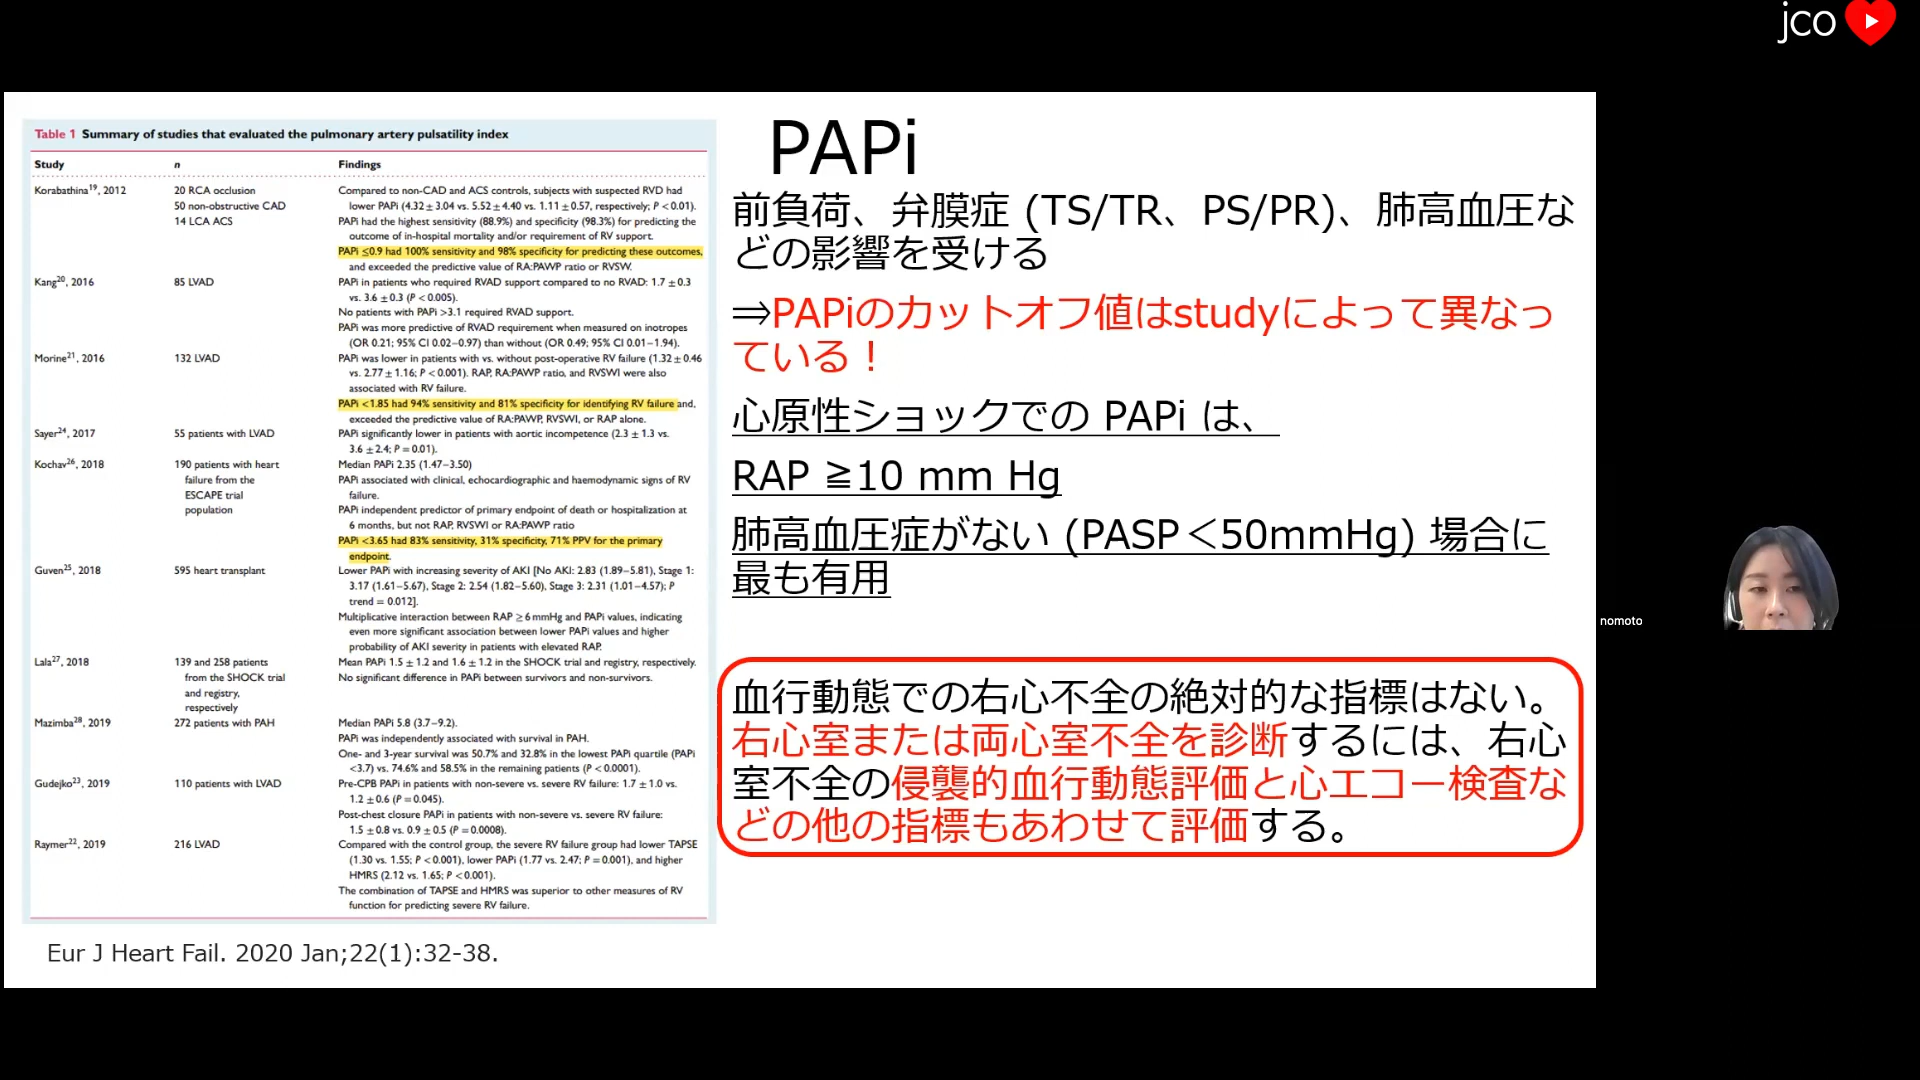 jco
Table 1 Summary of studies that evaluated the pulmonary artery pulsatility index
Study n Findings
Korabathina19, 2012 20 RCA occlusion Compared to non-CAD and ACS controls, subjects with suspected RVD had
50 non-obstructive CAD lower PAPi (4.32 ± 3.04 vs. 5.52 ± 4.40 vs. 1.11 ± 0.57, respectively; P < 0.01).
14 LCA ACS PAPi had the highest sensitivity (88.9%) and specificity (98.3%) for predicting the
outcome of in-hospital mortality and/or requirement of RV support.
PAPi ≤0.9 had 100% sensitivity and 98% specificity for predicting these outcomes,
and exceeded the predictive value of RA:PAWP ratio or RVSW.
Kang20, 2016 85 LVAD PAPi in patients who required RVAD support compared to no RVAD: 1.7 ± 0.3
vs. 3.6 ± 0.3 (P < 0.005).
No patients with PAPi >3.1 required RVAD support.
PAPi was more predictive of RVAD requirement when measured on inotropes
(OR 0.21; 95% CI 0.02–0.97) than without (OR 0.49; 95% CI 0.01–1.94).
Morine21, 2016 132 LVAD PAPi was lower in patients with vs. without post-operative RV failure (1.32 ± 0.46
vs. 2.77 ± 1.16; P < 0.001). RAP, RA:PAWP ratio, and RVSWI were also
associated with RV failure.
PAPi <1.85 had 94% sensitivity and 81% specificity for identifying RV failure and,
exceeded the predictive value of RA:PAWP, RVSWI, or RAP alone.
Sayer24, 2017 55 patients with LVAD PAPi significantly lower in patients with aortic incompetence (2.3 ± 1.3 vs.
3.6 ± 2.4; P = 0.01).
Kochav26, 2018 190 patients with heart Median PAPi 2.35 (1.47–3.50)
failure from the PAPi associated with clinical, echocardiographic and haemodynamic signs of RV
ESCAPE trial failure.
population PAPi independent predictor of primary endpoint of death or hospitalization at
6 months, but not RAP, RVSWI or RA:PAWP ratio
PAPi <3.65 had 83% sensitivity, 31% specificity, 71% PPV for the primary
endpoint.
Guven25, 2018 595 heart transplant Lower PAPi with increasing severity of AKI [No AKI: 2.83 (1.89–5.81), Stage 1:
3.17 (1.61–5.67), Stage 2: 2.54 (1.82–5.60), Stage 3: 2.31 (1.01–4.57); P
trend = 0.012].
Multiplicative interaction between RAP ≥ 6 mmHg and PAPi values, indicating
even more significant association between lower PAPi values and higher
probability of AKI severity in patients with elevated RAP.
Lala27, 2018 139 and 258 patients Mean PAPi 1.5 ± 1.2 and 1.6 ± 1.2 in the SHOCK trial and registry, respectively.
from the SHOCK trial No significant difference in PAPi between survivors and non-survivors.
and registry,
respectively
Mazimba28, 2019 272 patients with PAH Median PAPi 5.8 (3.7–9.2).
PAPi was independently associated with survival in PAH.
One- and 3-year survival was 50.7% and 32.8% in the lowest PAPi quartile (PAPi
<3.7) vs. 74.6% and 58.5% in the remaining patients (P < 0.0001).
Gudejko23, 2019 110 patients with LVAD Pre-CPB PAPi in patients with non-severe vs. severe RV failure: 1.7 ± 1.0 vs.
1.2 ± 0.6 (P = 0.045).
Post-chest closure PAPi in patients with non-severe vs. severe RV failure:
1.5 ± 0.8 vs. 0.9 ± 0.5 (P = 0.0008).
Raymer22, 2019 216 LVAD Compared with the control group, the severe RV failure group had lower TAPSE
(1.30 vs. 1.55; P < 0.001), lower PAPi (1.77 vs. 2.47; P = 0.001), and higher
HMRS (2.12 vs. 1.65; P < 0.001).
The combination of TAPSE and HMRS was superior to other measures of RV
function for predicting severe RV failure.
Eur J Heart Fail. 2020 Jan;22(1):32-38.
PAPi
前負荷、弁膜症 (TS/TR、PS/PR)、肺高血圧な
どの影響を受ける
⇒PAPiのカットオフ値はstudyによって異なっ
ている！
心原性ショックでの PAPi は、
RAP ≧10 mm Hg
肺高血圧症がない (PASP＜50mmHg) 場合に
最も有用
血行動態での右心不全の絶対的な指標はない。
右心室または両心室不全を診断するには、右心
室不全の侵襲的血行動態評価と心エコー検査な
どの他の指標もあわせて評価する。
nomoto